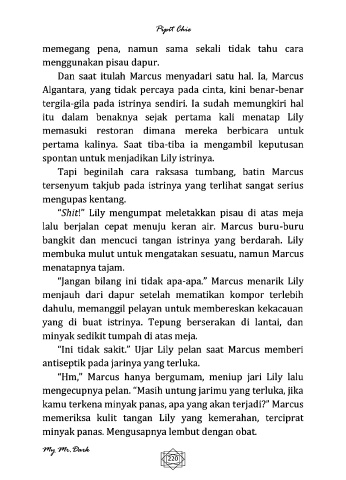 Pipit Chie
memegang pena, namun sama sekali tidak tahu cara
menggunakan pisau dapur.
Dan saat itulah Marcus menyadari satu hal. Ia, Marcus
Algantara, yang tidak percaya pada cinta, kini benar-benar
tergila-gila pada istrinya sendiri. Ia sudah memungkiri hal
itu dalam benaknya sejak pertama kali menatap Lily
memasuki restoran dimana mereka berbicara untuk
pertama kalinya. Saat tiba-tiba ia mengambil keputusan
spontan untuk menjadikan Lily istrinya.
Tapi beginilah cara raksasa tumbang, batin Marcus
tersenyum takjub pada istrinya yang terlihat sangat serius
mengupas kentang.
“Shit!” Lily mengumpat meletakkan pisau di atas meja
lalu berjalan cepat menuju keran air. Marcus buru-buru
bangkit dan mencuci tangan istrinya yang berdarah. Lily
membuka mulut untuk mengatakan sesuatu, namun Marcus
menatapnya tajam.
“Jangan bilang ini tidak apa-apa.” Marcus menarik Lily
menjauh dari dapur setelah mematikan kompor terlebih
dahulu, memanggil pelayan untuk membereskan kekacauan
yang di buat istrinya. Tepung berserakan di lantai, dan
minyak sedikit tumpah di atas meja.
“Ini tidak sakit.” Ujar Lily pelan saat Marcus memberi
antiseptik pada jarinya yang terluka.
“Hm,” Marcus hanya bergumam, meniup jari Lily lalu
mengecupnya pelan. “Masih untung jarimu yang terluka, jika
kamu terkena minyak panas, apa yang akan terjadi?” Marcus
memeriksa kulit tangan Lily yang kemerahan, terciprat
minyak panas. Mengusapnya lembut dengan obat.
My Mr. Dark
220